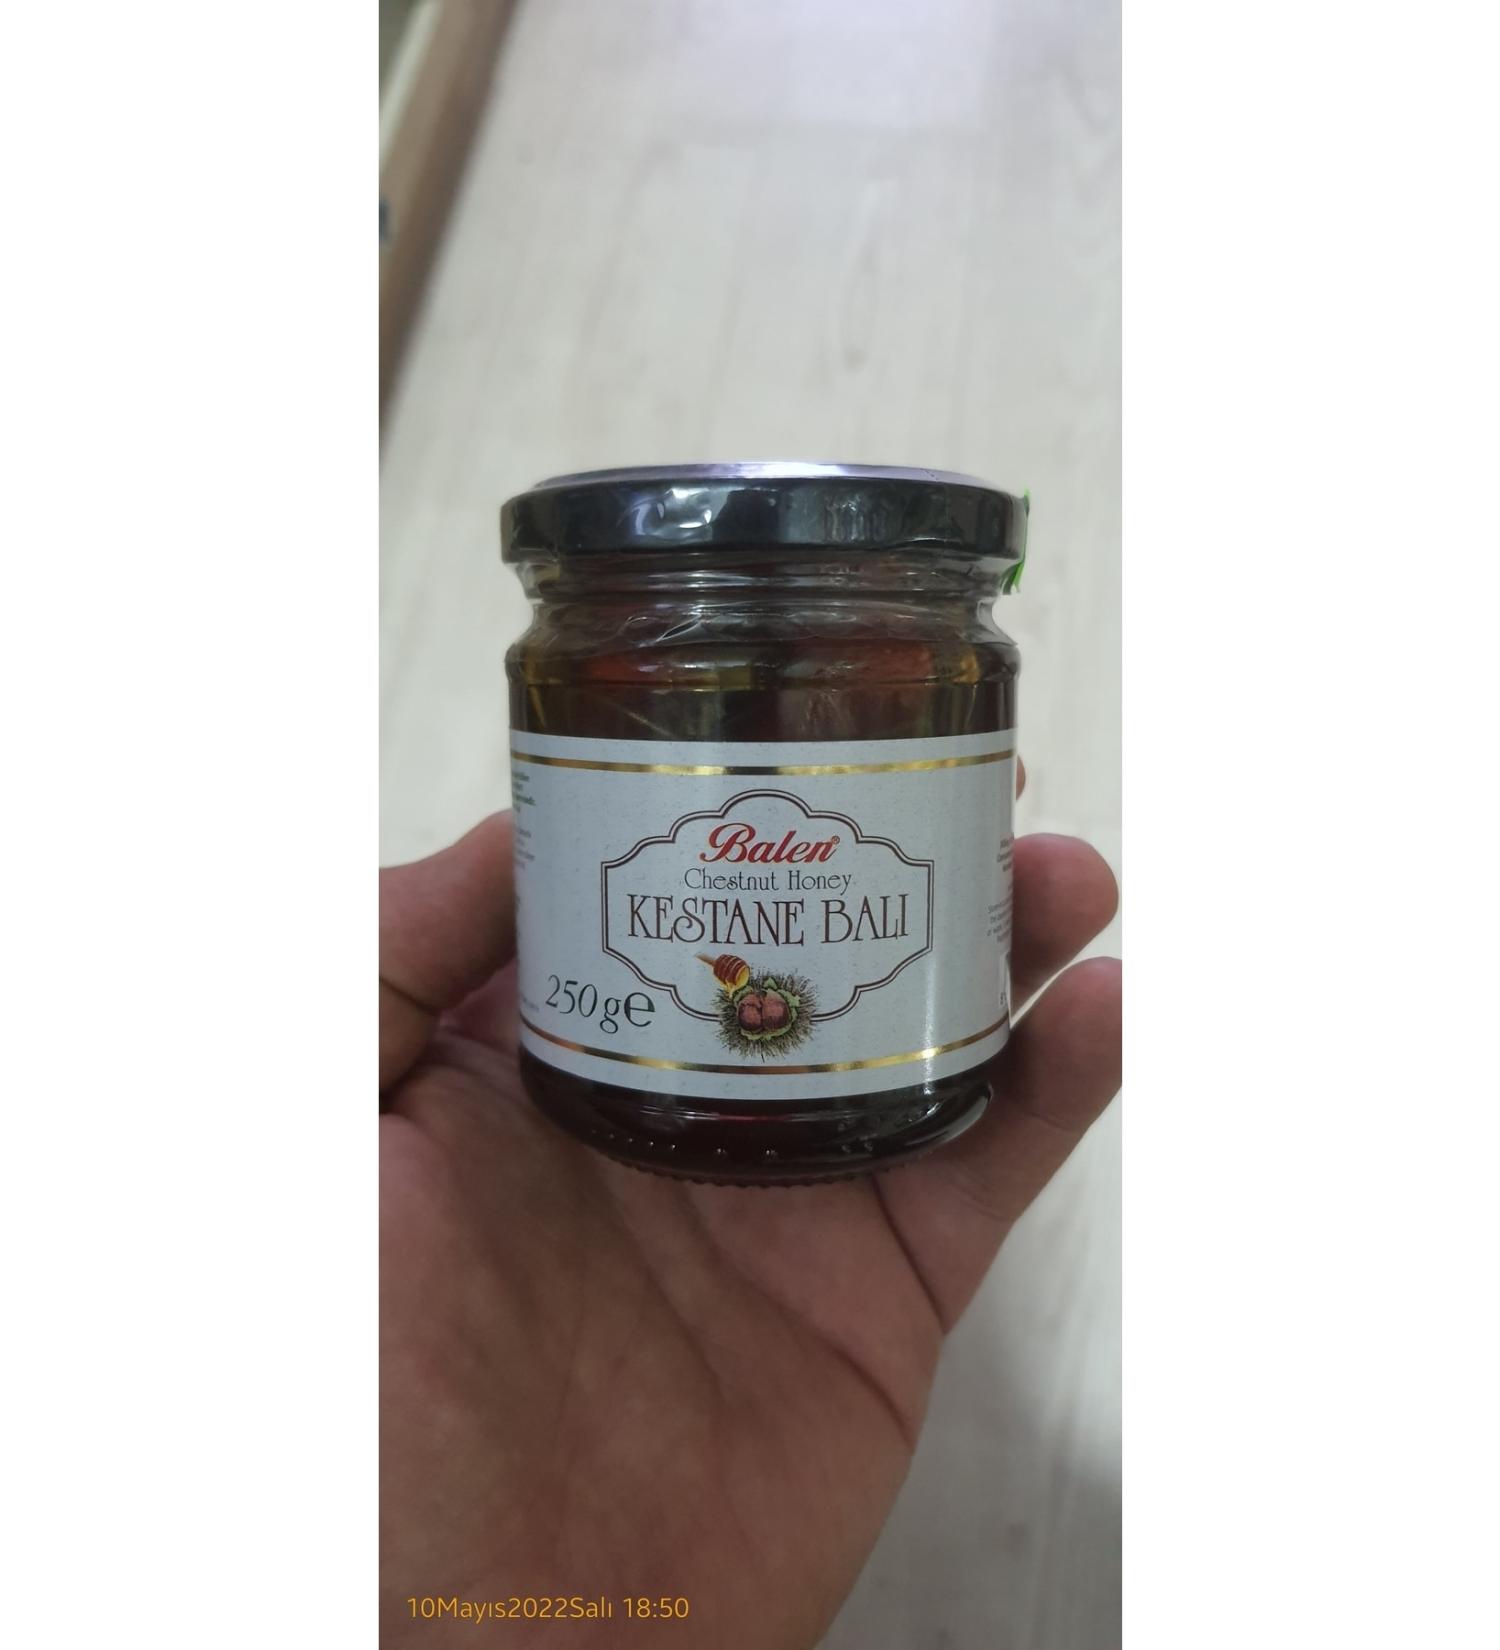 Balen®
Chestnut Honey
KESTANE BALI
250ge
10Mayıs2022Salı 18:50